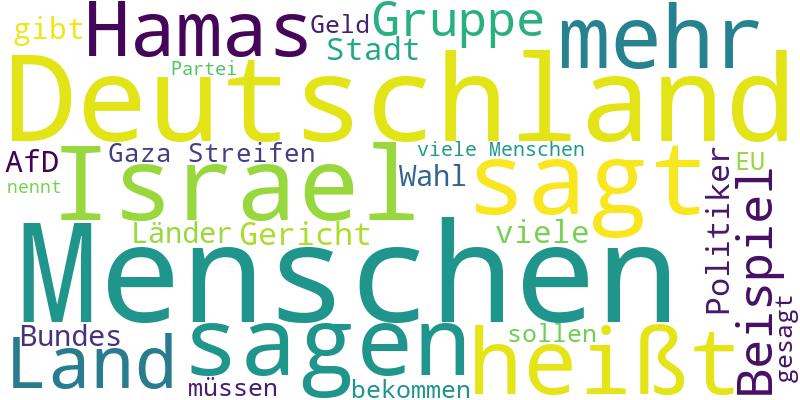 gibt
Hamas
Geld
Gruppe
mehr
Stadt
Partei
Deutschland
AfD
Gaza Streifen
viele Menschen
Israel
sagt
Wahl
EU
nennt
Politiker
Beispiel
Länder
Gericht
viele
Menschen
gesagt
Bundes
sagen
sollen
heißt
Land
müssen
bekommen